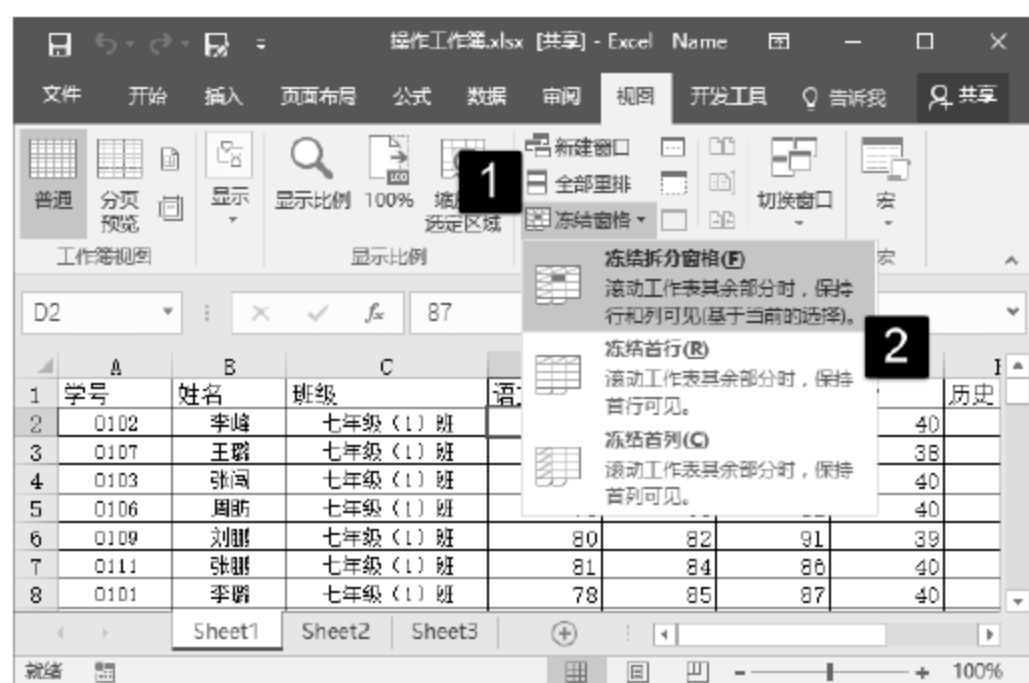 操作工作簿.xlsx [共享] - Excel Name
文件 开始 插入 页面布局 公式 数据 审阅 视图 开发工具 告诉我 共享
普通 分页预览 显示 显示比例 100% 缩 选定区域 新建窗口 全部重排 冻结窗格 切换窗口 宏
1
工作簿视图 显示比例 宏
冻结拆分窗格(F)
滚动工作表其余部分时，保持
行和列可见(基于当前的选择)。
冻结首行(R)
滚动工作表其余部分时，保持
首行可见。
冻结首列(C)
滚动工作表其余部分时，保持
首列可见。
2
D2 fx 87
A B C
1 学号 姓名 班级 语 历史
2 0102 李峰 七年级（1）班 40
3 0107 王璐 七年级（1）班 38
4 0103 张闯 七年级（1）班 40
5 0106 周昉 七年级（1）班 40
6 0109 刘鹏 七年级（1）班 80 82 91 39
7 0111 张鹏 七年级（1）班 81 84 86 40
8 0101 李璐 七年级（1）班 78 85 87 40
Sheet1 Sheet2 Sheet3
就绪 100%